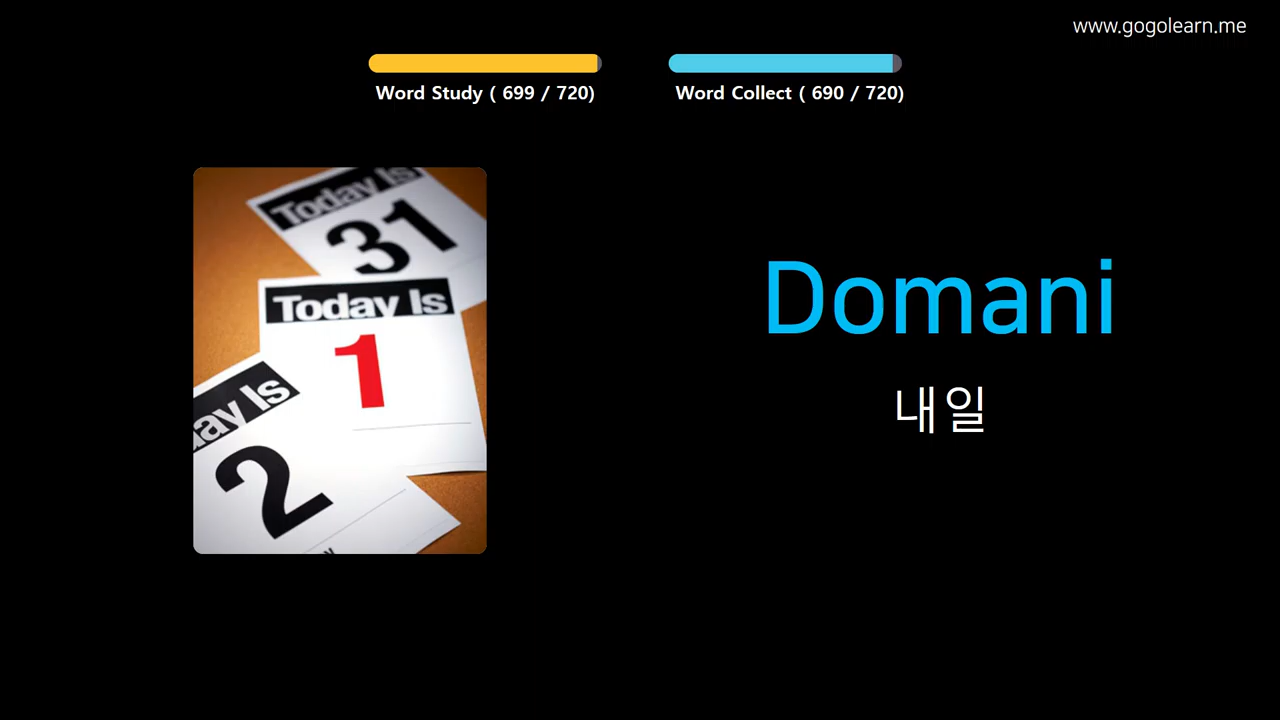 www.gogolearn.me
Word Study ( 699 / 720)
Word Collect ( 690 / 720)
Today Is
31
Today Is
1
ay Is
2
Domani
내일